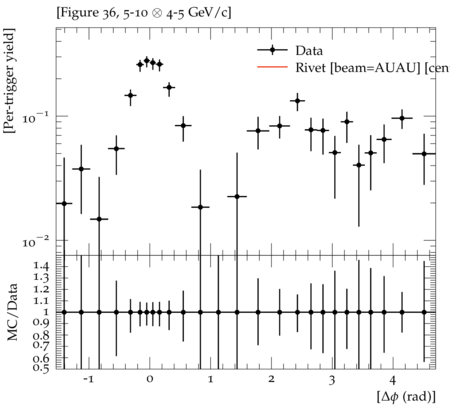 [Figure 36, 5-10 ⊗ 4-5 GeV/c]
[Per-trigger yield]
Data
Rivet [beam=AUAU] [cen
10⁻¹
10⁻²
MC/Data
1.4
1.3
1.2
1.1
1
0.9
0.8
0.7
0.6
0.5
-1 0 1 2 3 4
[Δϕ (rad)]